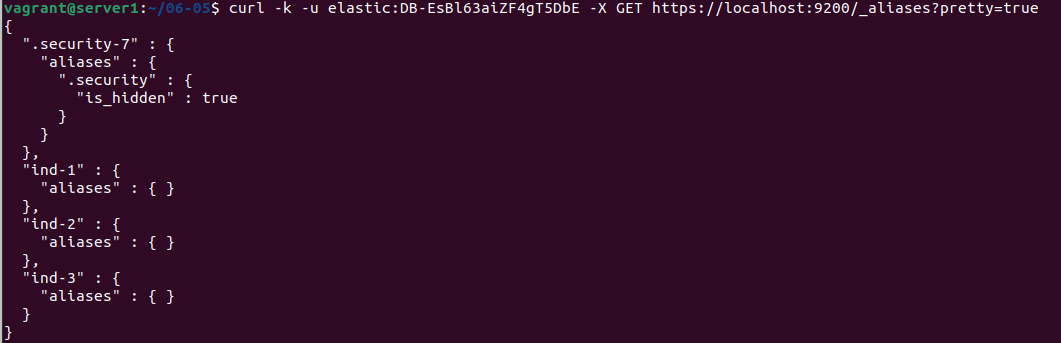 vagrant@server1:~/06-05$ curl -k -u elastic:DB-EsBl63aiZF4gT5DbE -X GET https://localhost:9200/_aliases?pretty=true
{
  ".security-7" : {
    "aliases" : {
      ".security" : {
        "is_hidden" : true
      }
    }
  },
  "ind-1" : {
    "aliases" : { }
  },
  "ind-2" : {
    "aliases" : { }
  },
  "ind-3" : {
    "aliases" : { }
  }
}